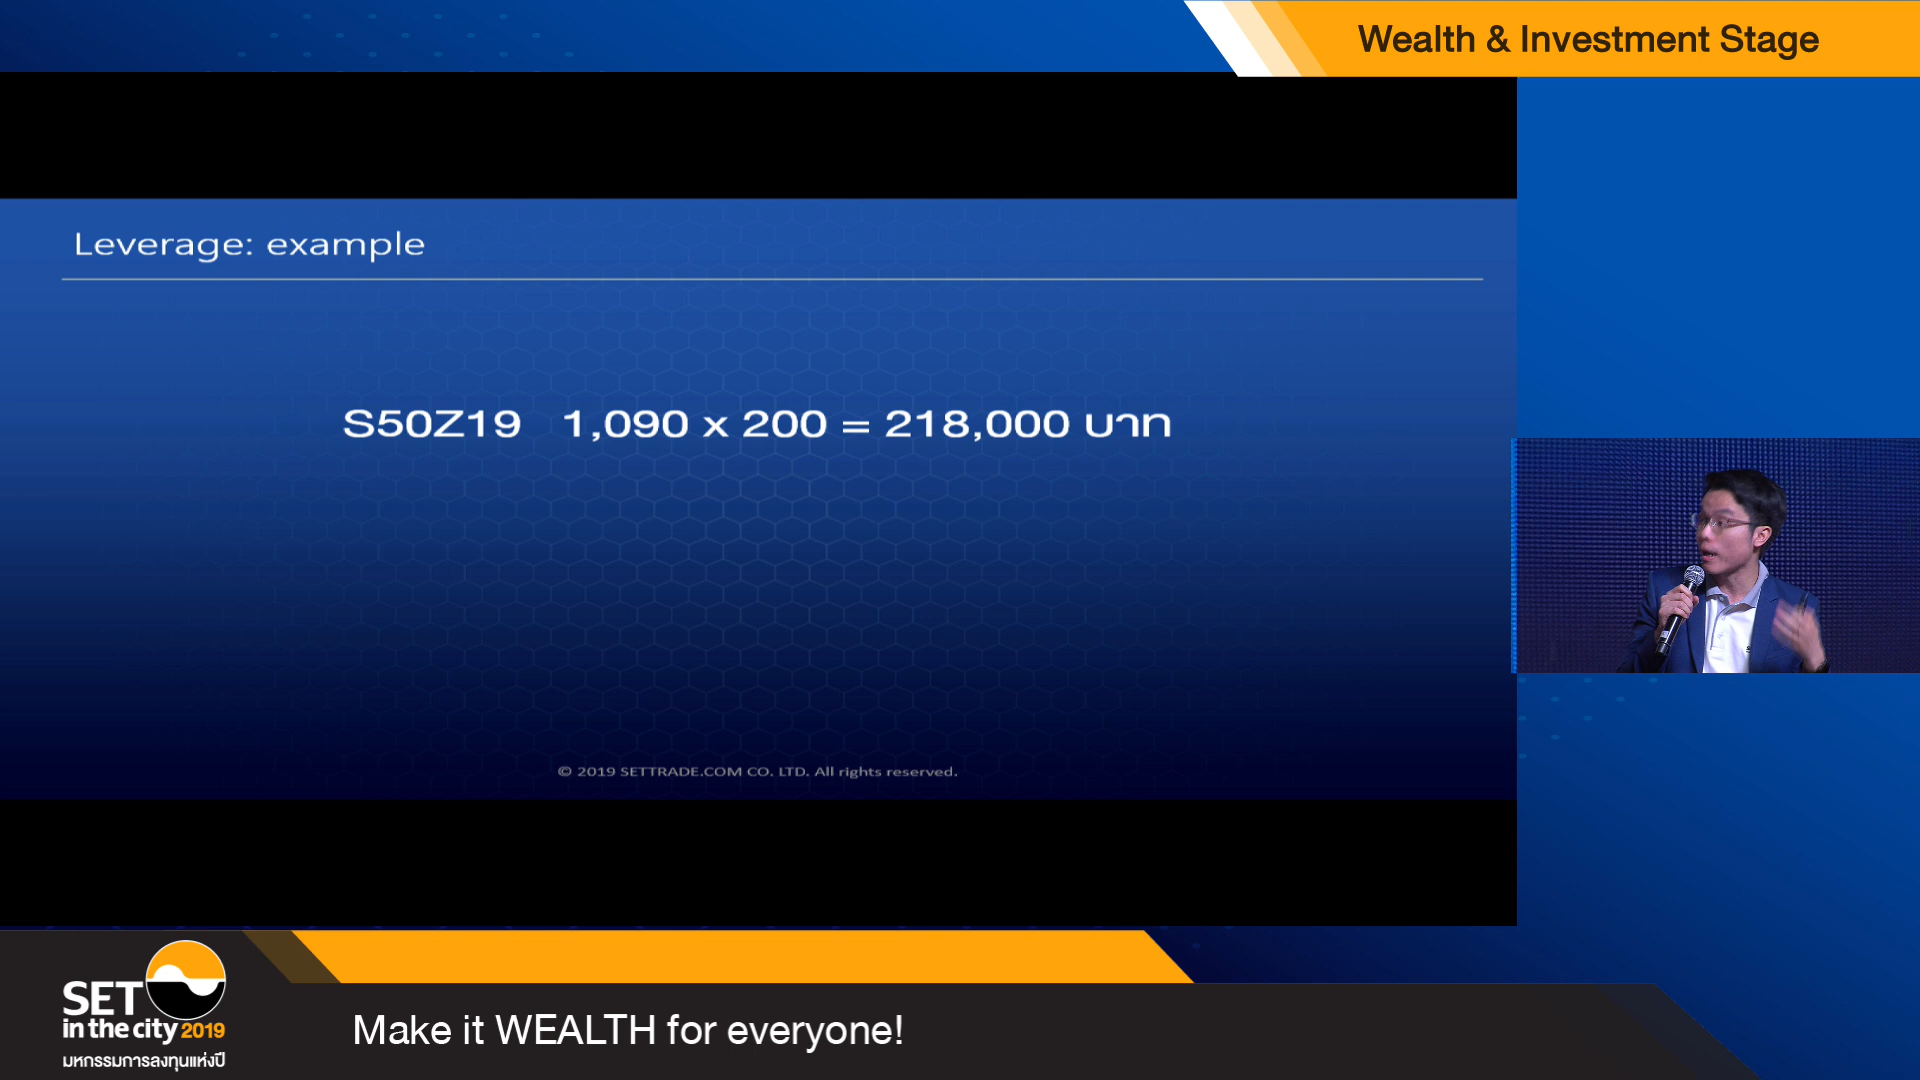 Wealth & Investment Stage
Leverage: example
S50Z19 1,090 x 200 = 218,000 บาท
© 2019 SETTRADE.COM CO. LTD. All rights reserved.
SET
in the city 2019
มหกรรมการลงทุนแห่งปี
Make it WEALTH for everyone!